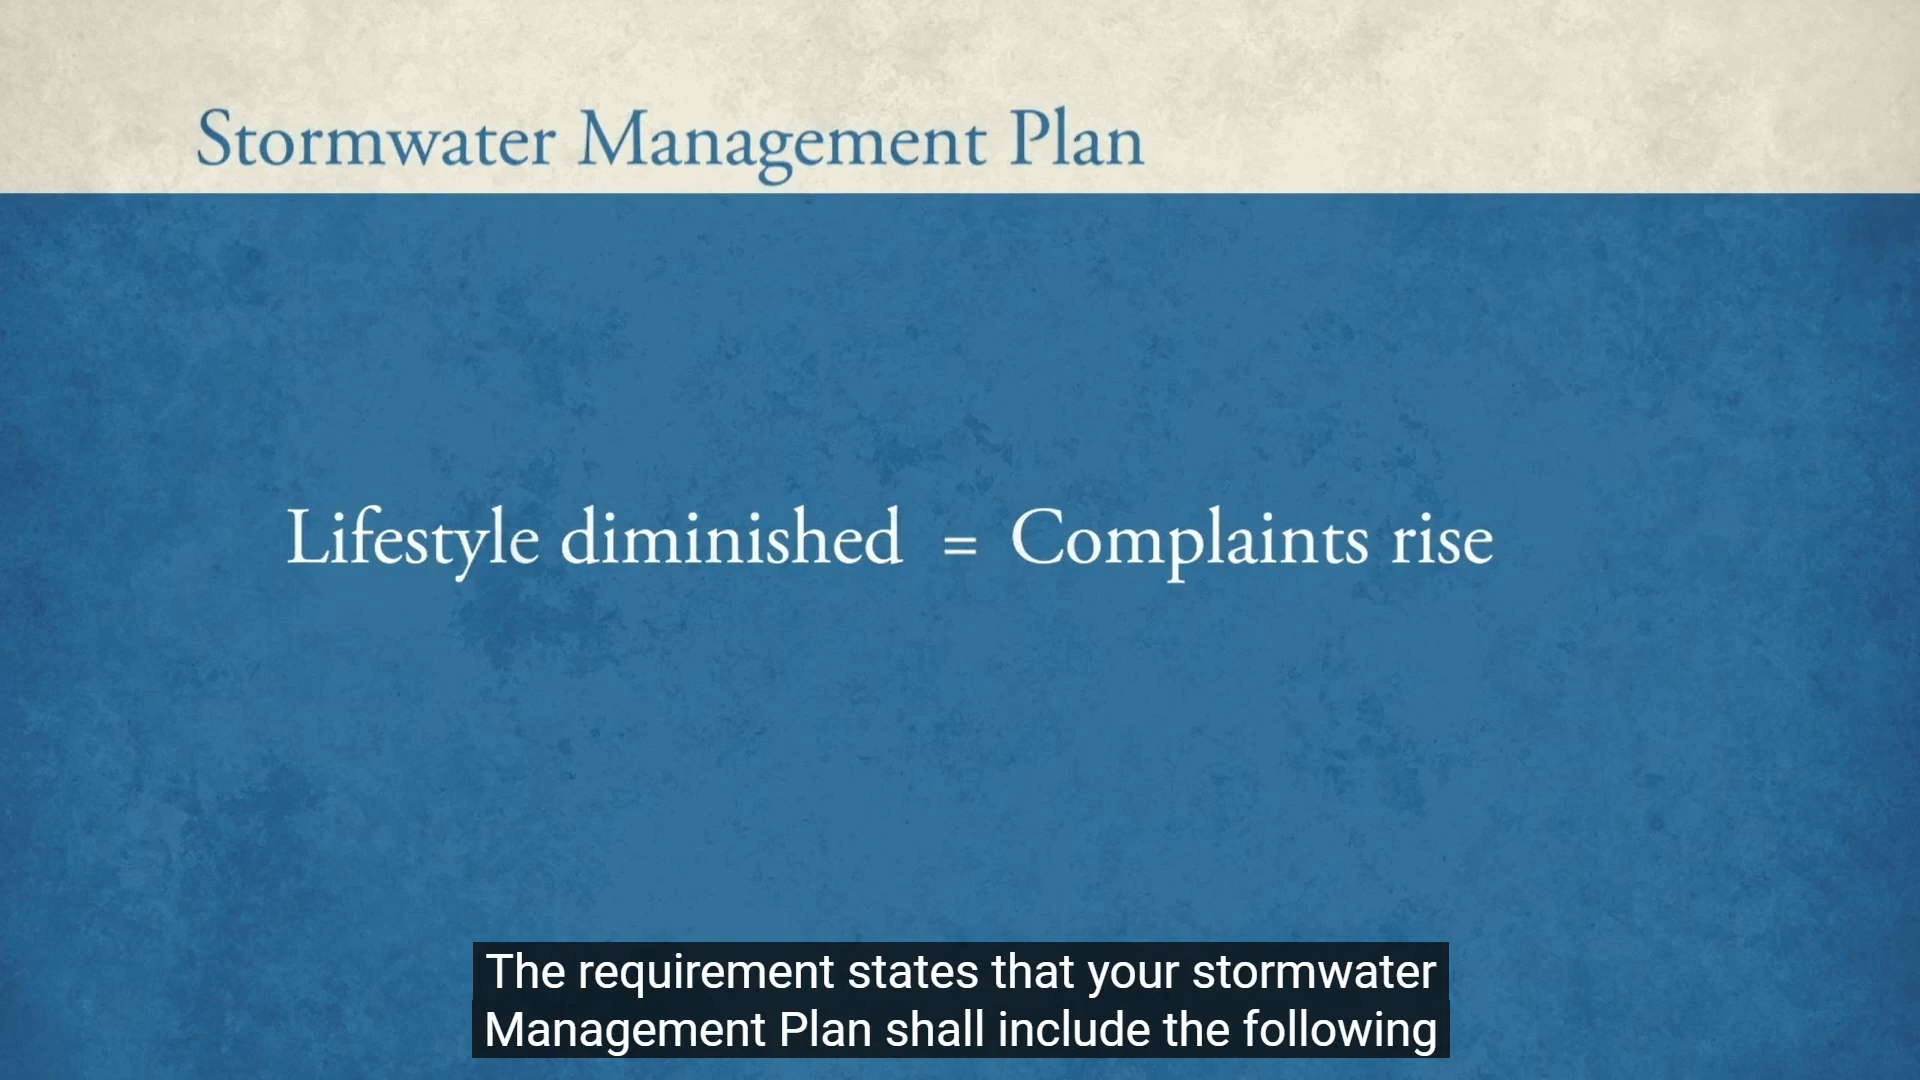 Stormwater Management Plan
Lifestyle diminished = Complaints rise
The requirement states that your stormwater
Management Plan shall include the following